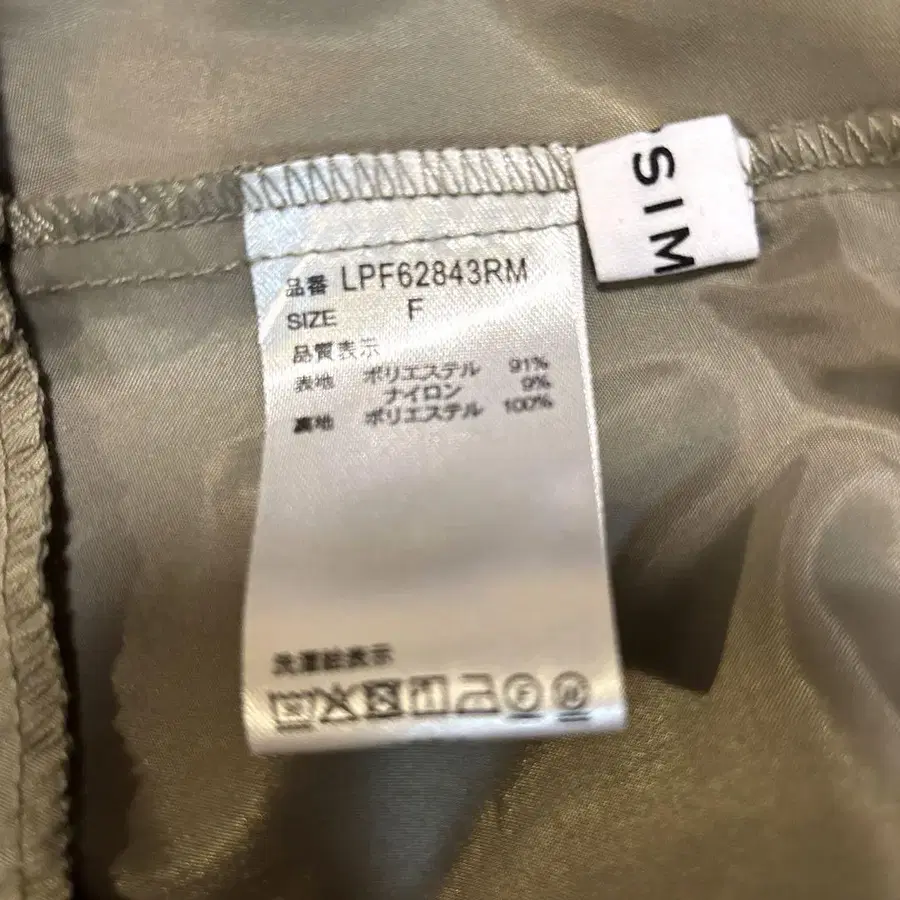 品番 LPF62843RM
SIZE F
品質表示
表地 ポリエステル 91%
ナイロン 9%
裏地 ポリエステル 100%
洗濯絵表示
F W
SIM